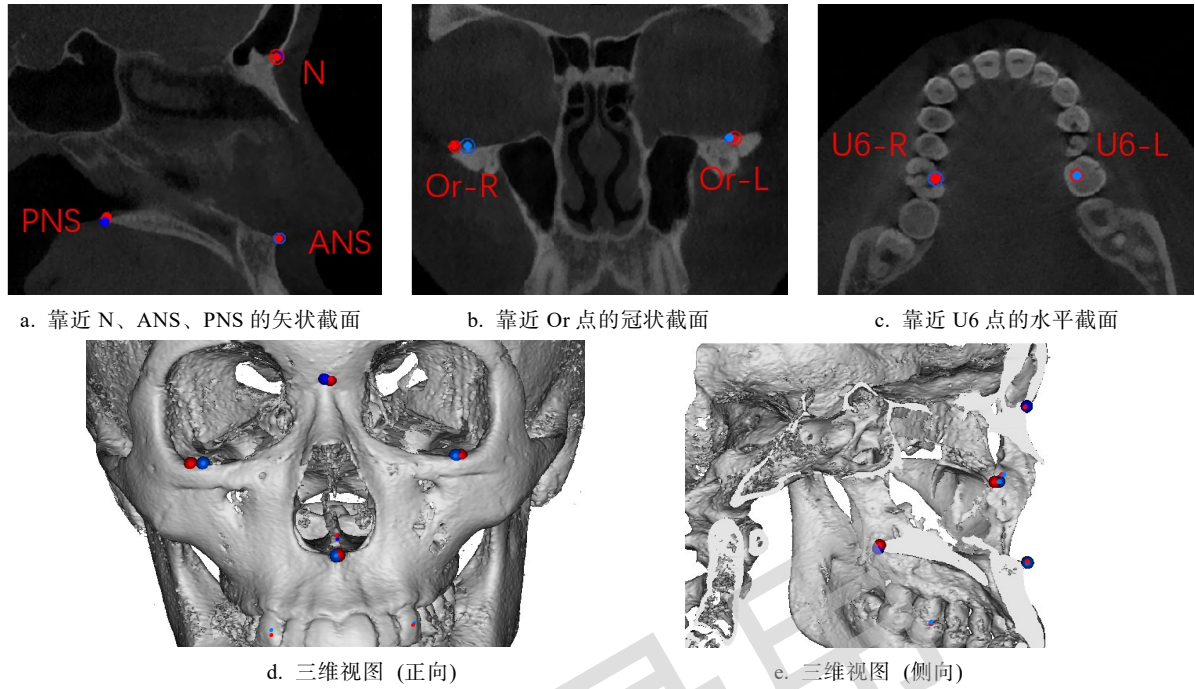 N
PNS
ANS
Or-R
Or-L
U6-R
U6-L
a. 靠近 N、ANS、PNS 的矢状截面
b. 靠近 Or 点的冠状截面
c. 靠近 U6 点的水平截面
d. 三维视图 (正向)
e. 三维视图 (侧向)